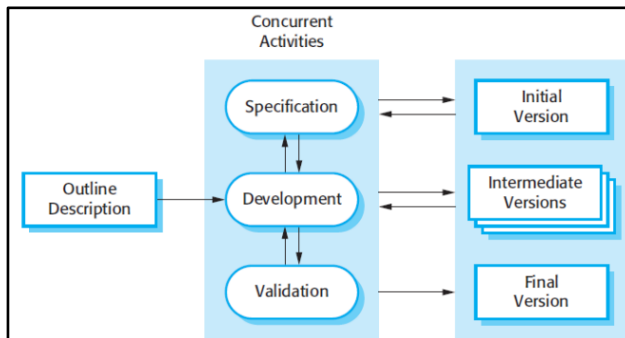 Concurrent
Activities
Specification
Initial
Version
Outline
Description
Development
Intermediate
Versions
Validation
Final
Version